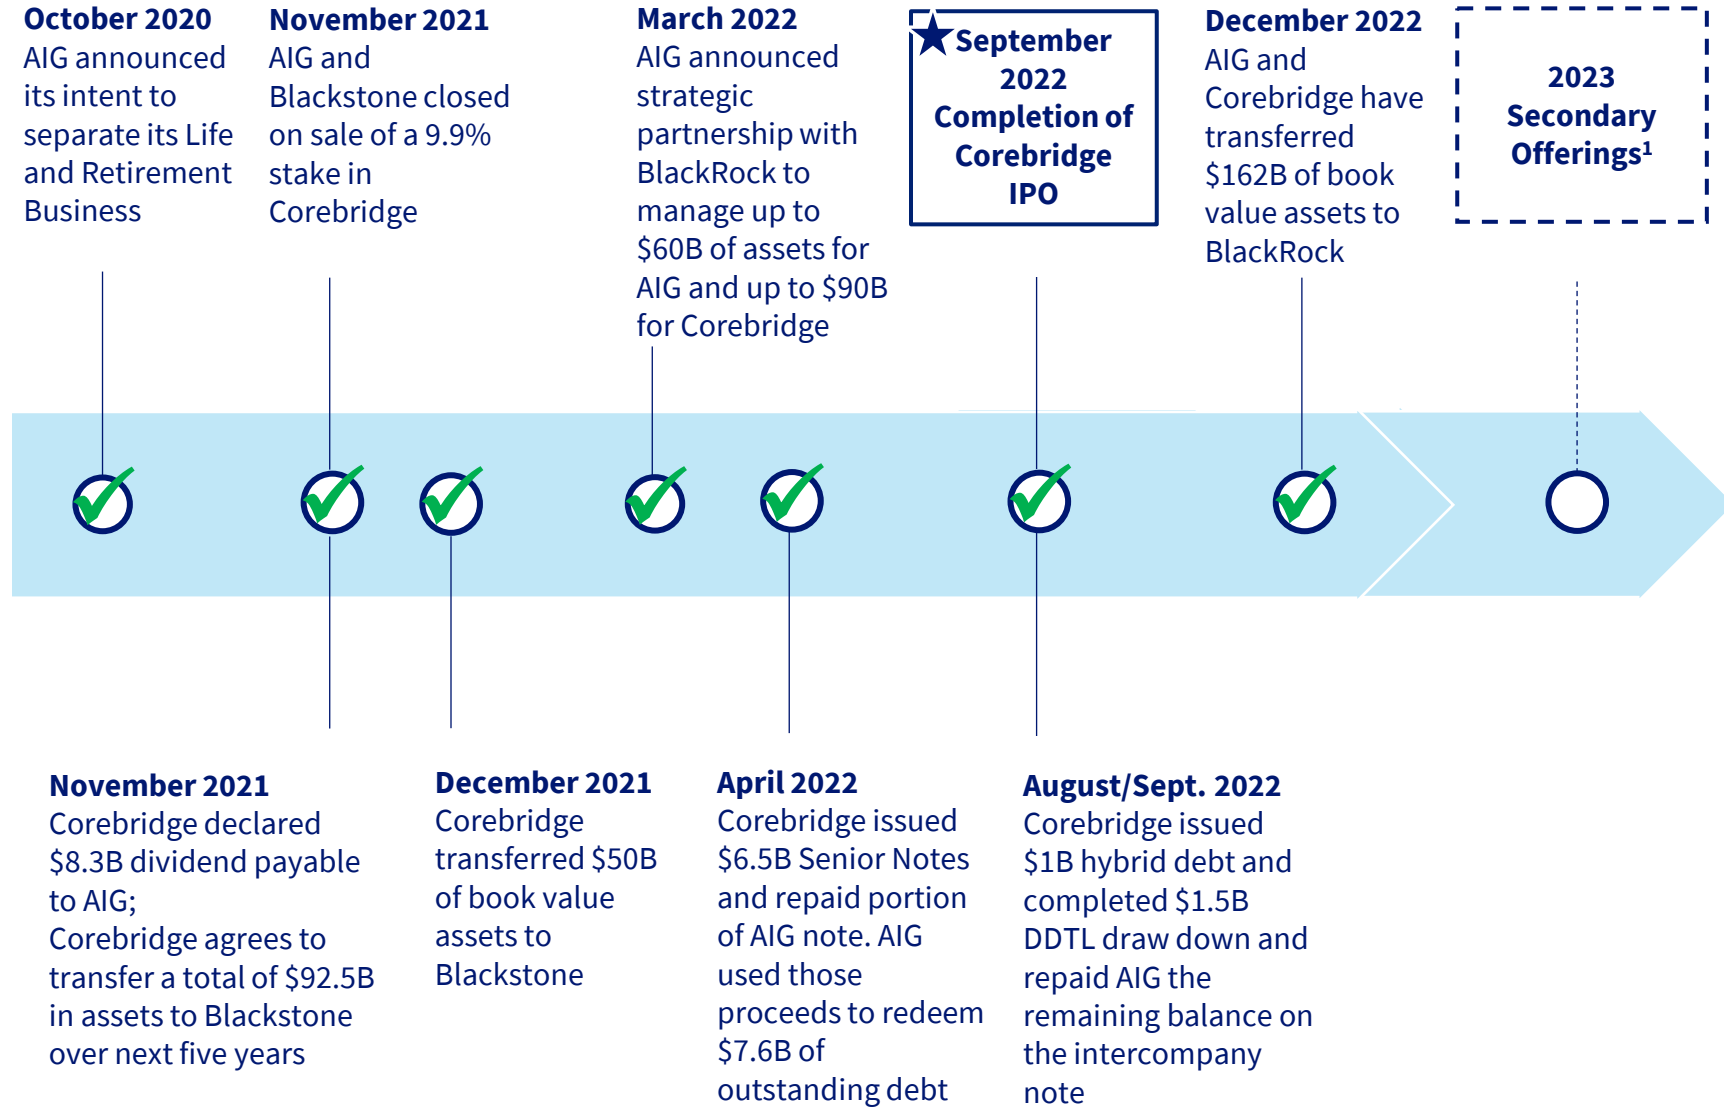 October 2020
AIG announced
its intent to
separate its Life
and Retirement
Business
November 2021
AIG and
Blackstone closed
on sale of a 9.9%
stake in
Corebridge
March 2022
AIG announced
strategic
partnership with
BlackRock to
manage up to
$60B of assets for
AIG and up to $90B
for Corebridge
September
2022
Completion of
Corebridge
IPO
December 2022
AIG and
Corebridge have
transferred
$162B of book
value assets to
BlackRock
2023
Secondary
Offerings¹
November 2021
Corebridge declared
$8.3B dividend payable
to AIG;
Corebridge agrees to
transfer a total of $92.5B
in assets to Blackstone
over next five years
December 2021
Corebridge
transferred $50B
of book value
assets to
Blackstone
April 2022
Corebridge issued
$6.5B Senior Notes
and repaid portion
of AIG note. AIG
used those
proceeds to redeem
$7.6B of
outstanding debt
August/Sept. 2022
Corebridge issued
$1B hybrid debt and
completed $1.5B
DDTL draw down and
repaid AIG the
remaining balance on
the intercompany
note